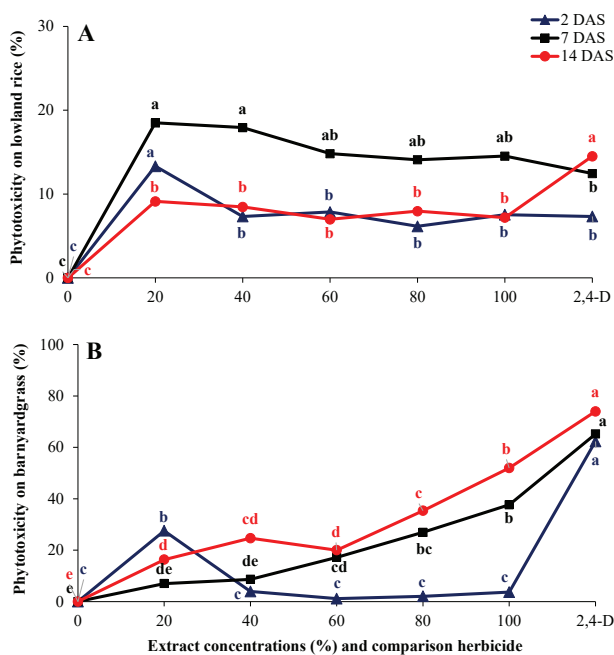 Phytotoxicity on lowland rice (%)
A
2 DAS
7 DAS
14 DAS
30
20
10
0
a a ab ab ab a
a b b b b b b
b b b b b
c c c
0 20 40 60 80 100 2,4-D
Phytotoxicity on barnyardgrass (%)
B
100
80
60
40
20
0
a
a
b a
b c
cd b
d d bc
de de cd
e c c c c c
e
0 20 40 60 80 100 2,4-D
Extract concentrations (%) and comparison herbicide